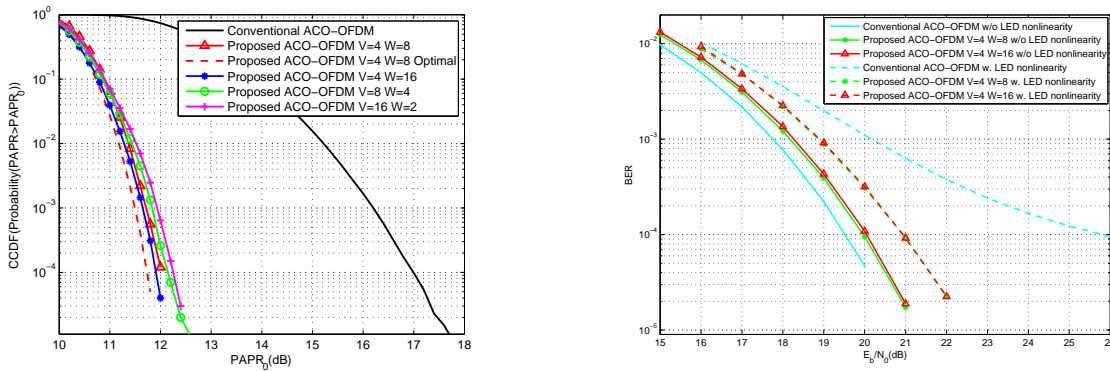 CCDF(Probability(PAPR>PAPR0))
10^0
10^-1
10^-2
10^-3
10^-4
10 11 12 13 14 15 16 17 18
PAPR0(dB)
Conventional ACO-OFDM
Proposed ACO-OFDM V=4 W=8
Proposed ACO-OFDM V=4 W=8 Optimal
Proposed ACO-OFDM V=4 W=16
Proposed ACO-OFDM V=8 W=4
Proposed ACO-OFDM V=16 W=2
BER
10^-2
10^-3
10^-4
10^-5
15 16 17 18 19 20 21 22 23 24 25
Eb/N0(dB)
Conventional ACO-OFDM w/o LED nonlinearity
Proposed ACO-OFDM V=4 W=8 w/o LED nonlinearity
Proposed ACO-OFDM V=4 W=16 w/o LED nonlinearity
Conventional ACO-OFDM w. LED nonlinearity
Proposed ACO-OFDM V=4 W=8 w. LED nonlinearity
Proposed ACO-OFDM V=4 W=16 w. LED nonlinearity